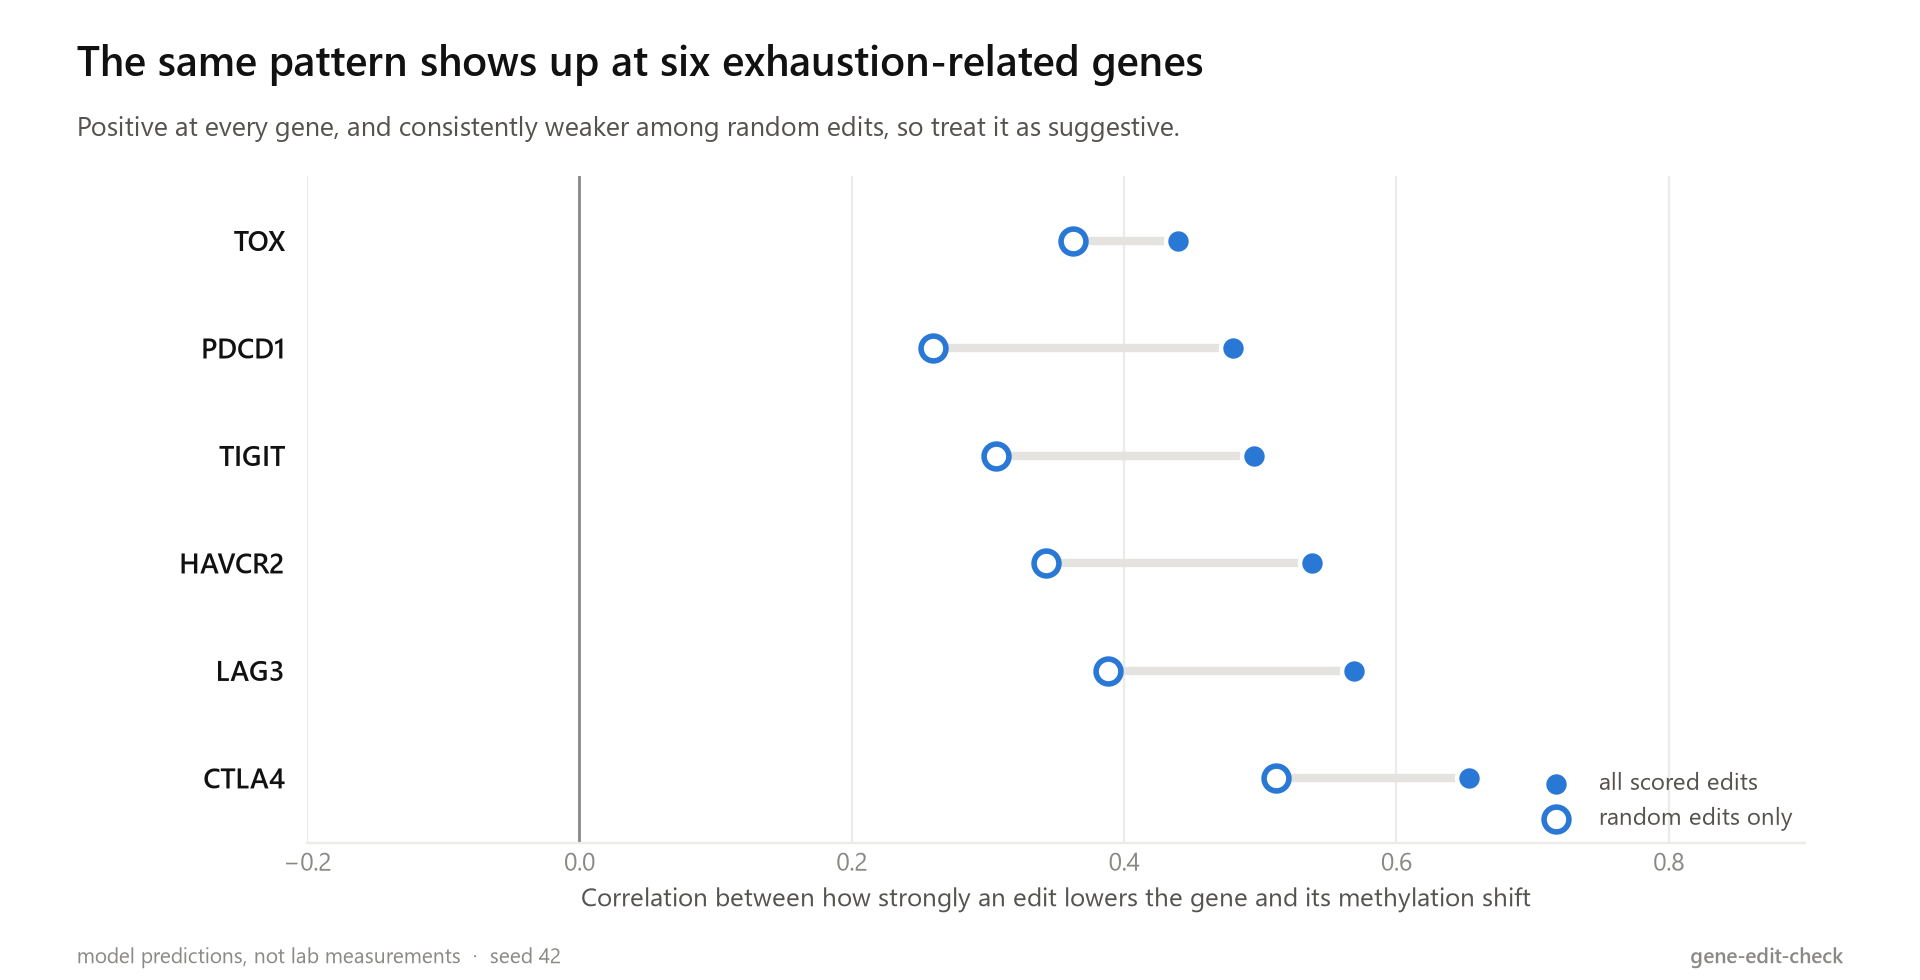 The same pattern shows up at six exhaustion-related genes
Positive at every gene, and consistently weaker among random edits, so treat it as suggestive.
TOX
PDCD1
TIGIT
HAVCR2
LAG3
CTLA4
all scored edits
random edits only
−0.2 0.0 0.2 0.4 0.6 0.8
Correlation between how strongly an edit lowers the gene and its methylation shift
model predictions, not lab measurements · seed 42
gene-edit-check